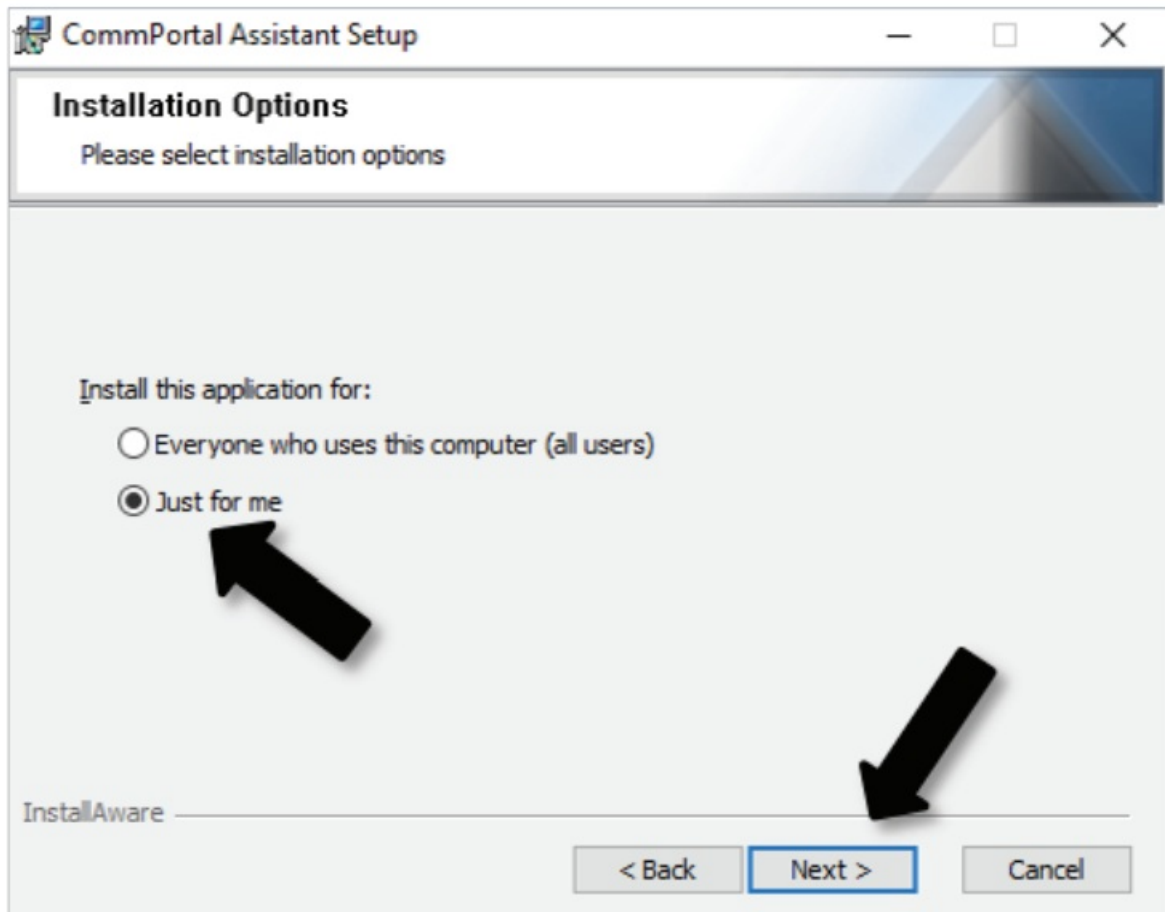 CommPortal Assistant Setup
Installation Options
Please select installation options
Install this application for:
Everyone who uses this computer (all users)
Just for me
InstallAware
< Back Next > Cancel